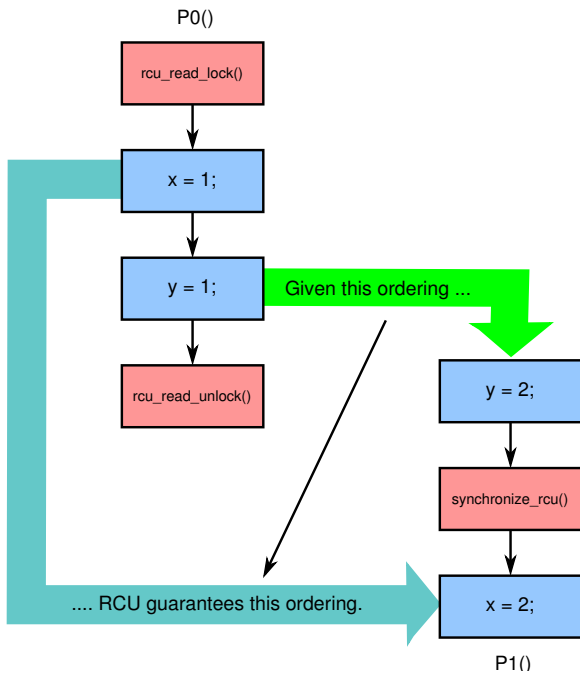 P0()
rcu_read_lock()
x = 1;
y = 1;
Given this ordering ...
rcu_read_unlock()
y = 2;
synchronize_rcu()
.... RCU guarantees this ordering.
x = 2;
P1()